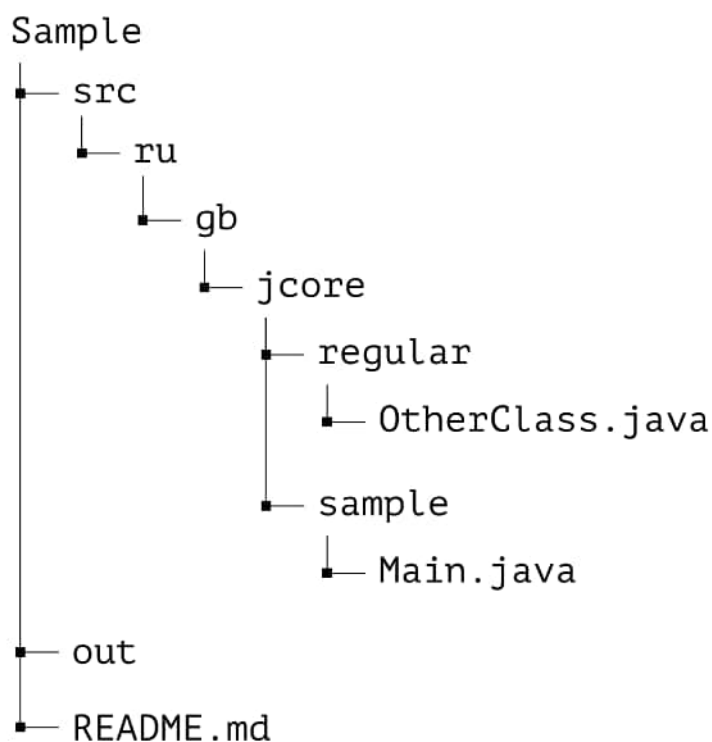 Sample
src
ru
gb
jcore
regular
OtherClass.java
sample
Main.java
out
README.md